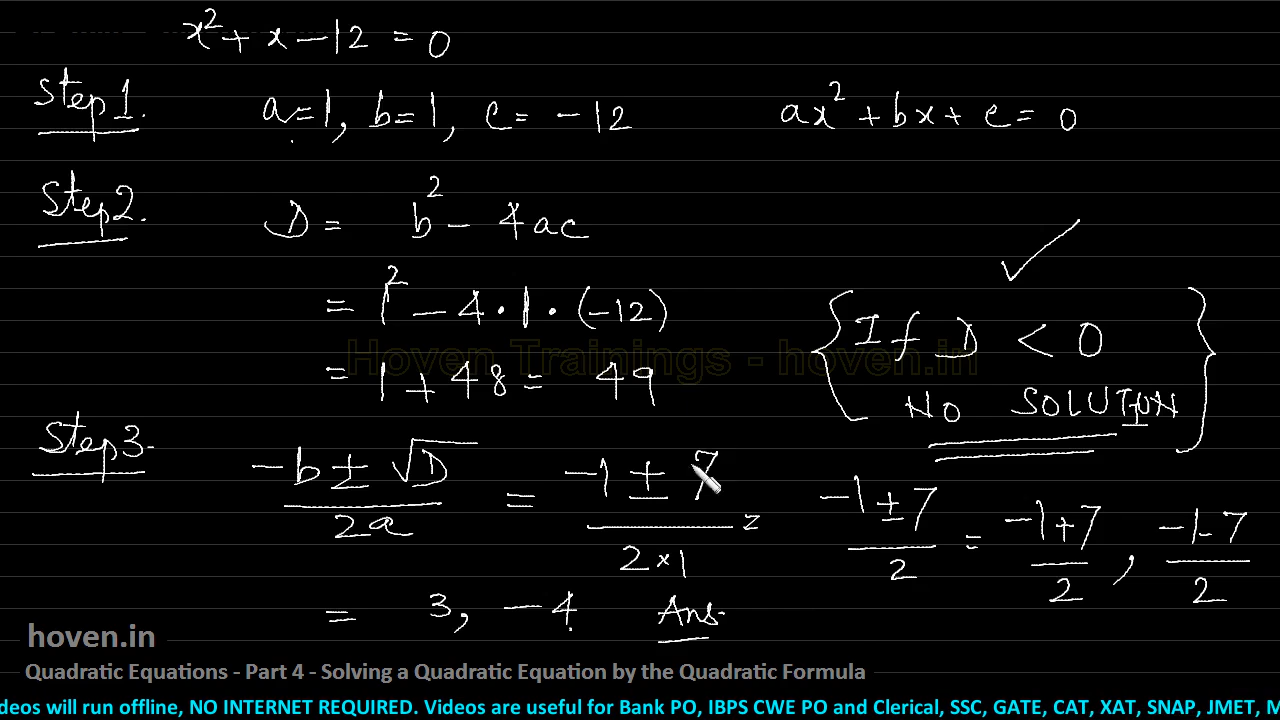 x² + x - 12 = 0
Step 1. a = 1, b = 1, c = -12 ax² + bx + c = 0
Step 2. D = b² - 4ac
= 1² - 4 · 1 · (-12)
{ If D < 0
NO SOLUTION }
Hoven Trainings - hoven.in
= 1 + 48 = 49
Step 3. (-b ± √D)/(2a) = (-1 ± 7)/(2 × 1) = (-1 ± 7)/2 = (-1 + 7)/2, (-1 - 7)/2
= 3, -4 Ans.
hoven.in
Quadratic Equations - Part 4 - Solving a Quadratic Equation by the Quadratic Formula
deos will run offline, NO INTERNET REQUIRED. Videos are useful for Bank PO, IBPS CWE PO and Clerical, SSC, GATE, CAT, XAT, SNAP, JMET, M